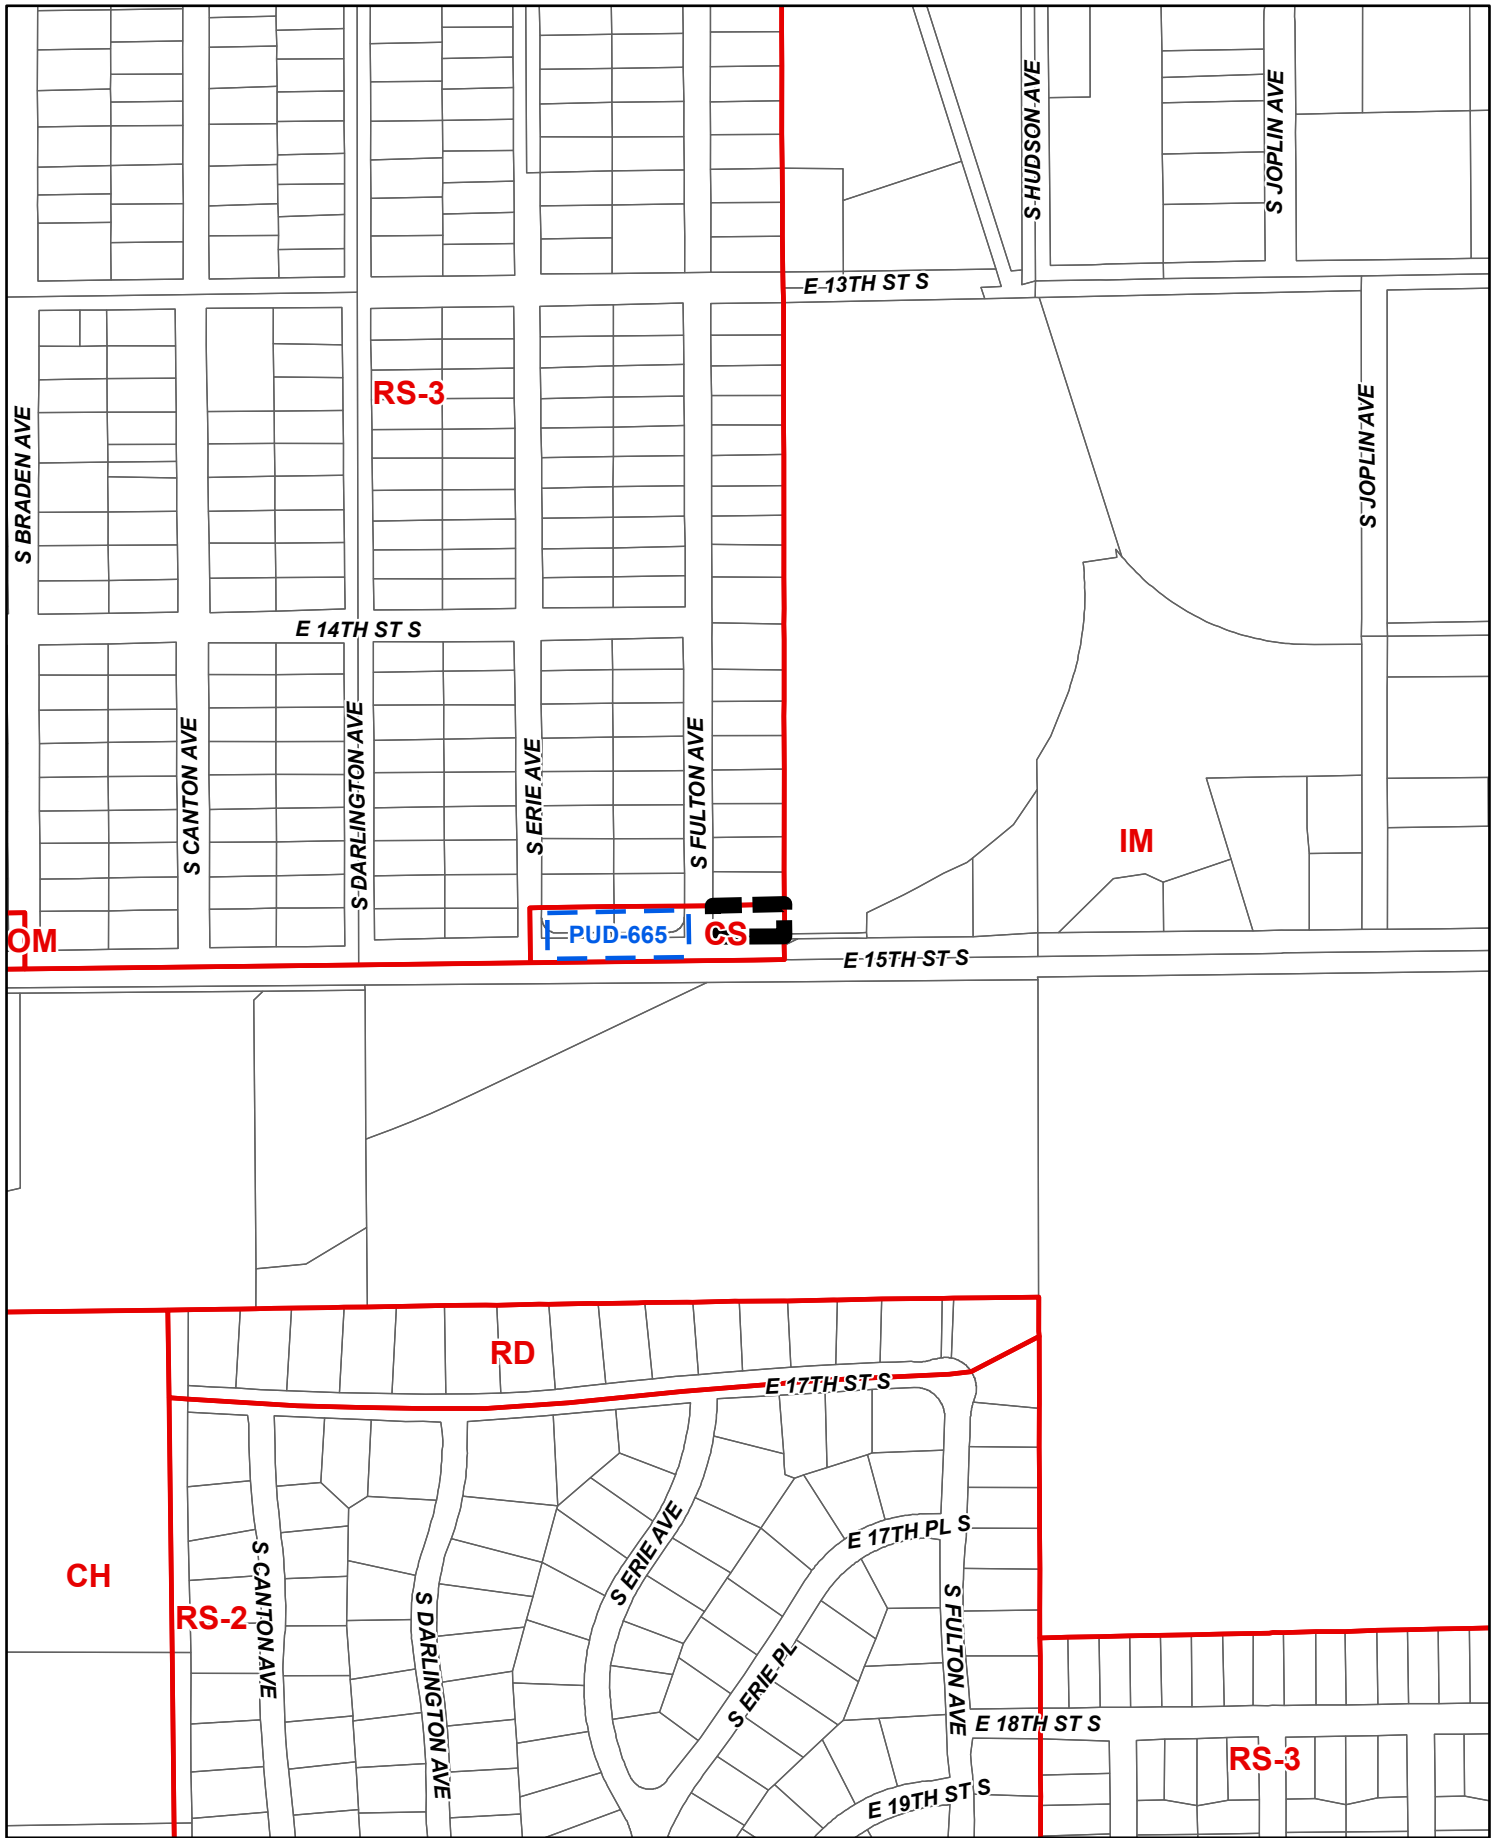 S HUDSON AVE
S JOPLIN AVE
E 13TH ST S
RS-3
S BRADEN AVE
S JOPLIN AVE
E 14TH ST S
S CANTON AVE
S DARLINGTON AVE
S ERIE AVE
S FULTON AVE
IM
OM
PUD-665
CS
E 15TH ST S
RD
E 17TH ST S
CH
RS-2
S CANTON AVE
S DARLINGTON AVE
S ERIE AVE
E 17TH PL S
S ERIE PL
S FULTON AVE
E 18TH ST S
RS-3
E 19TH ST S